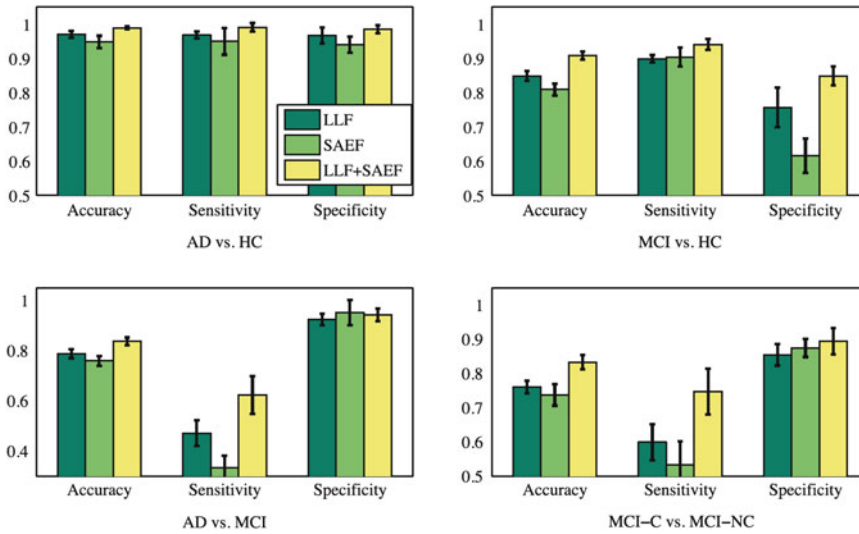 1
0.9
0.8
0.7
0.6
0.5
LLF
SAEF
LLF+SAEF
Accuracy Sensitivity Specificity
AD vs. HC
1
0.9
0.8
0.7
0.6
0.5
Accuracy Sensitivity Specificity
MCI vs. HC
1
0.8
0.6
0.4
Accuracy Sensitivity Specificity
AD vs. MCI
1
0.9
0.8
0.7
0.6
0.5
Accuracy Sensitivity Specificity
MCI–C vs. MCI–NC